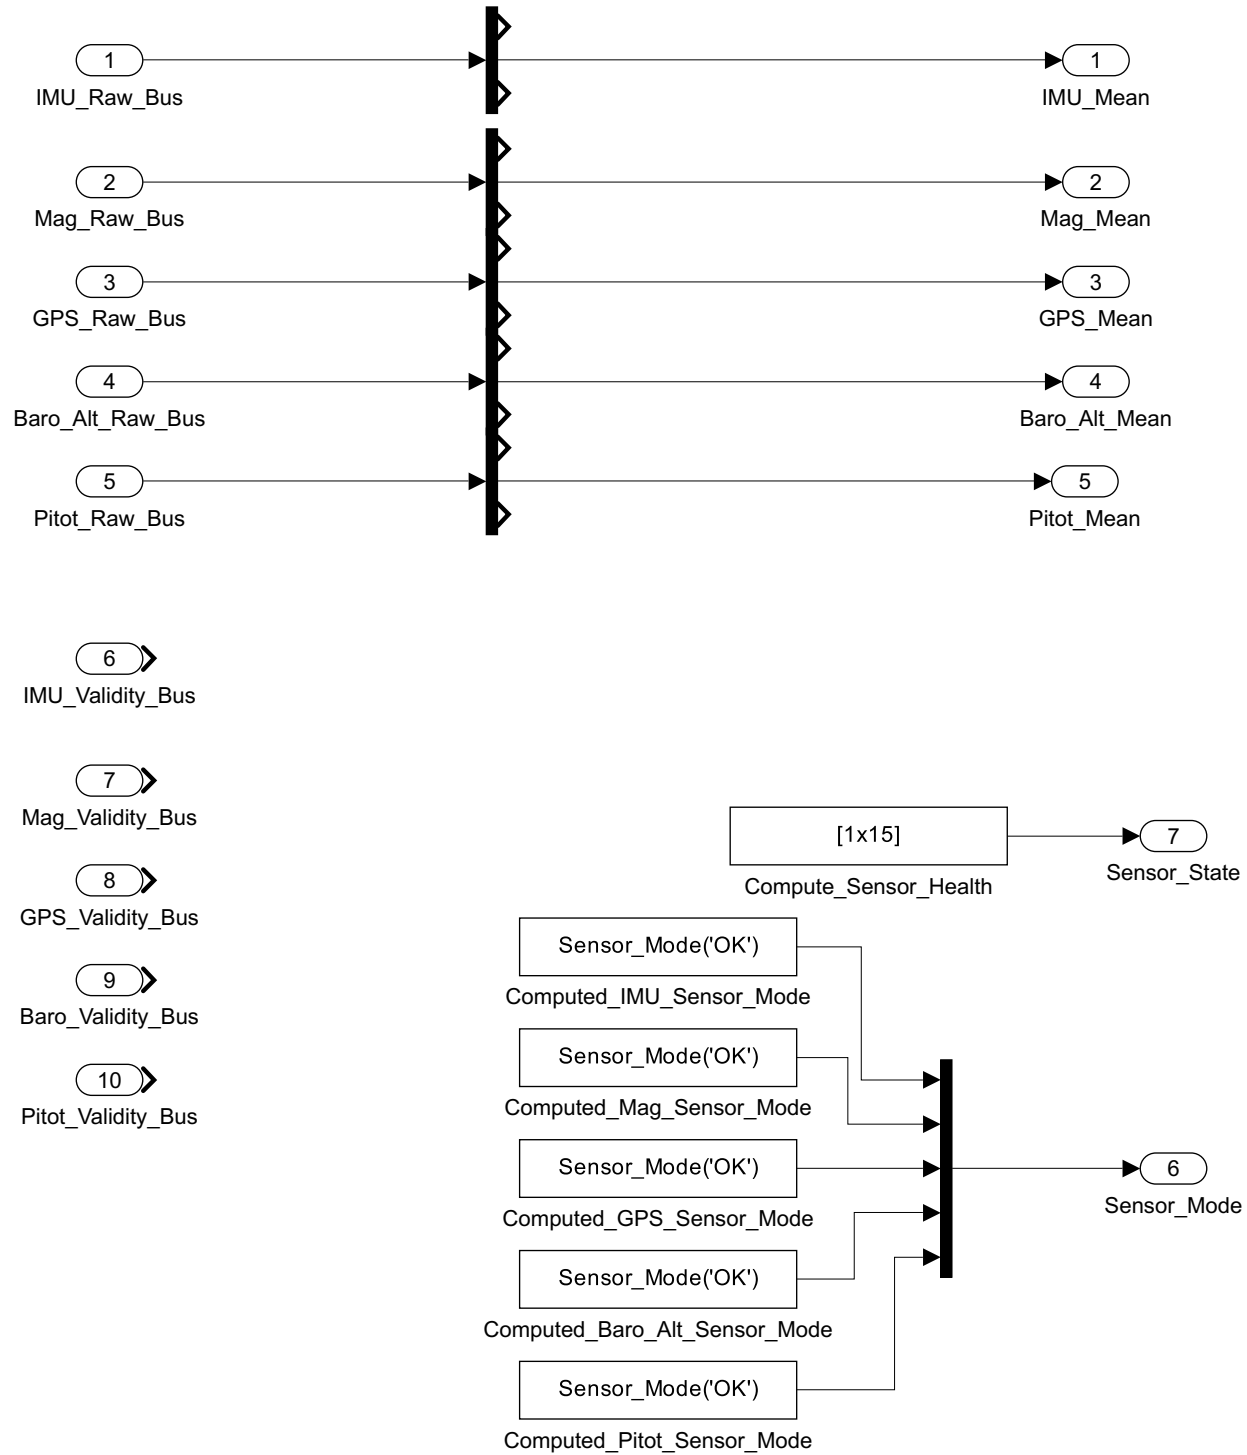 1
1
IMU_Raw_Bus
IMU_Mean
2
2
Mag_Raw_Bus
Mag_Mean
3
3
GPS_Raw_Bus
GPS_Mean
4
4
Baro_Alt_Raw_Bus
Baro_Alt_Mean
5
5
Pitot_Raw_Bus
Pitot_Mean
6
IMU_Validity_Bus
7
Mag_Validity_Bus
8
GPS_Validity_Bus
9
Baro_Validity_Bus
10
Pitot_Validity_Bus
[1x15]
Compute_Sensor_Health
7
Sensor_State
Sensor_Mode('OK')
Computed_IMU_Sensor_Mode
Sensor_Mode('OK')
Computed_Mag_Sensor_Mode
Sensor_Mode('OK')
Computed_GPS_Sensor_Mode
Sensor_Mode('OK')
Computed_Baro_Alt_Sensor_Mode
Sensor_Mode('OK')
Computed_Pitot_Sensor_Mode
6
Sensor_Mode